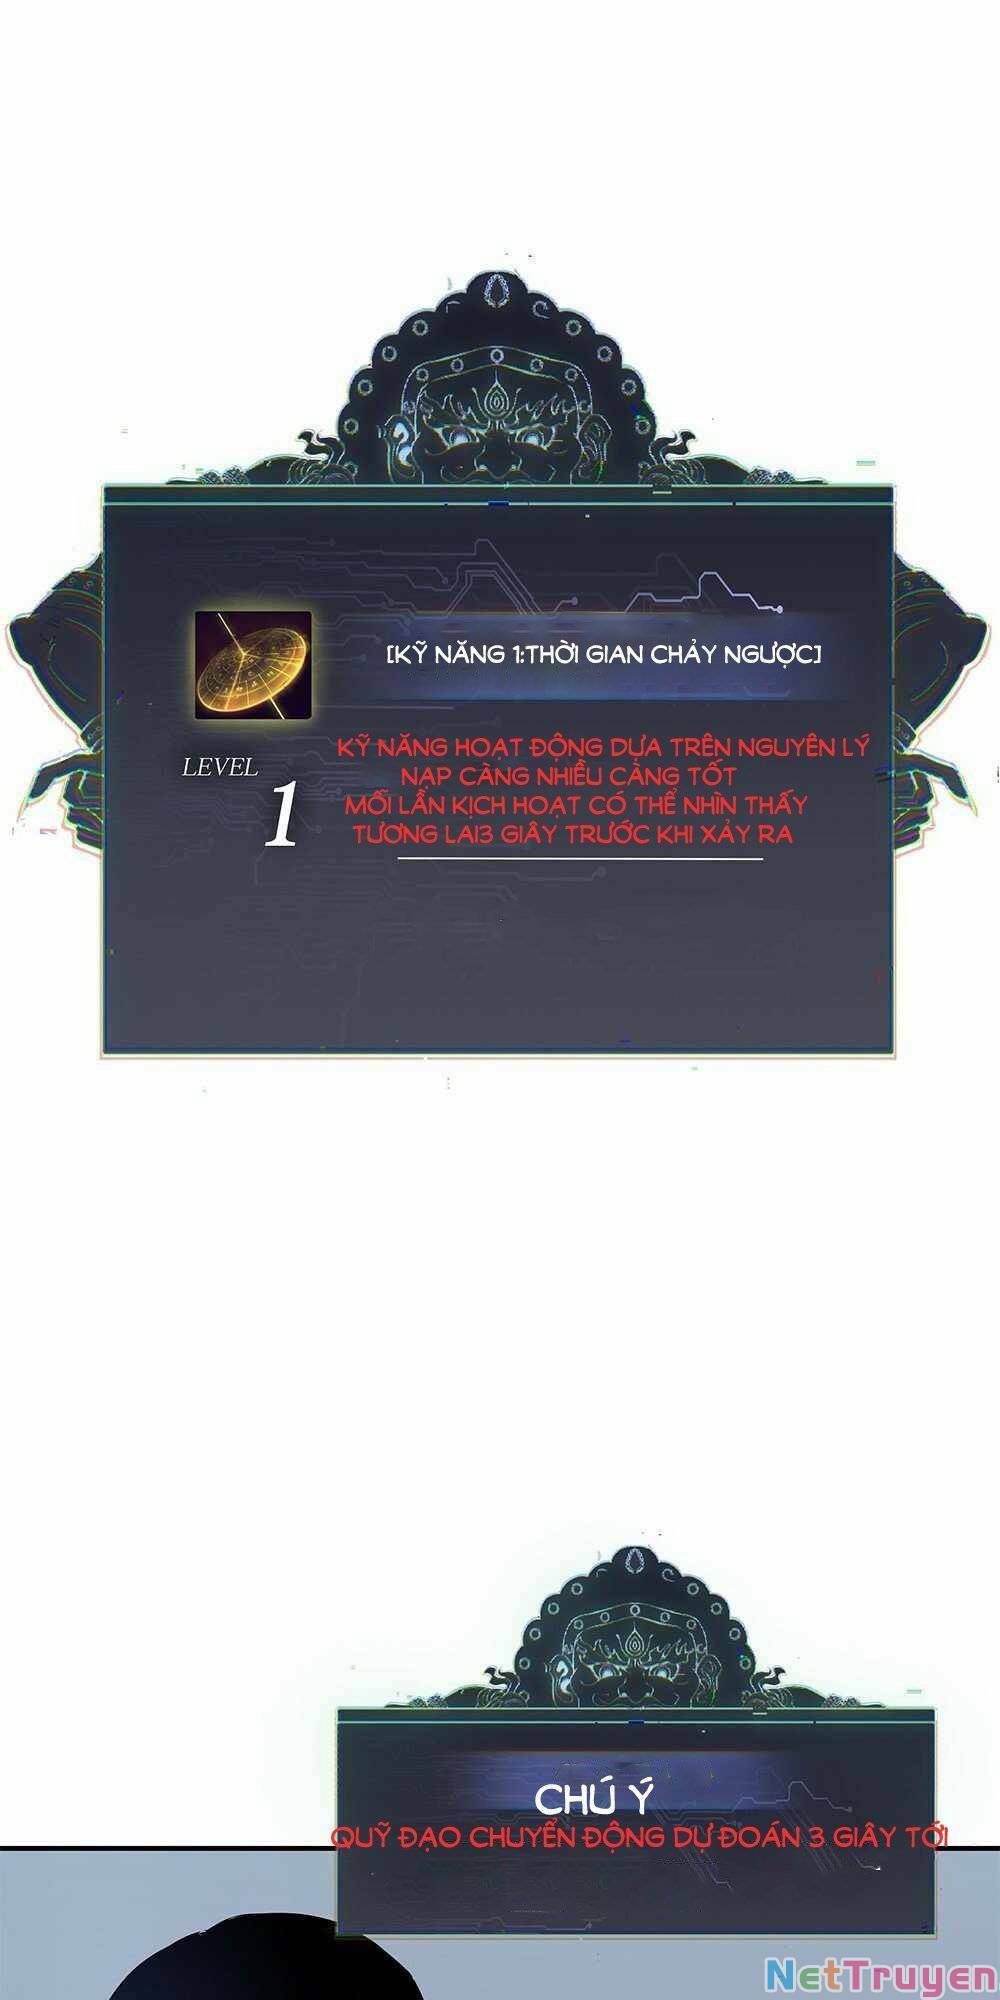 [KỸ NĂNG 1:THỜI GIAN CHẢY NGƯỢC]
LEVEL
1
KỸ NĂNG HOẠT ĐỘNG DỰA TRÊN NGUYÊN LÝ
NẠP CÀNG NHIỀU CÀNG TỐT
MỖI LẦN KỊCH HOẠT CÓ THỂ NHÌN THẤY
TƯƠNG LAI3 GIÂY TRƯỚC KHI XẢY RA
CHÚ Ý
QUỸ ĐẠO CHUYỂN ĐỘNG DỰ ĐOÁN 3 GIÂY TỚI
NetTruyen